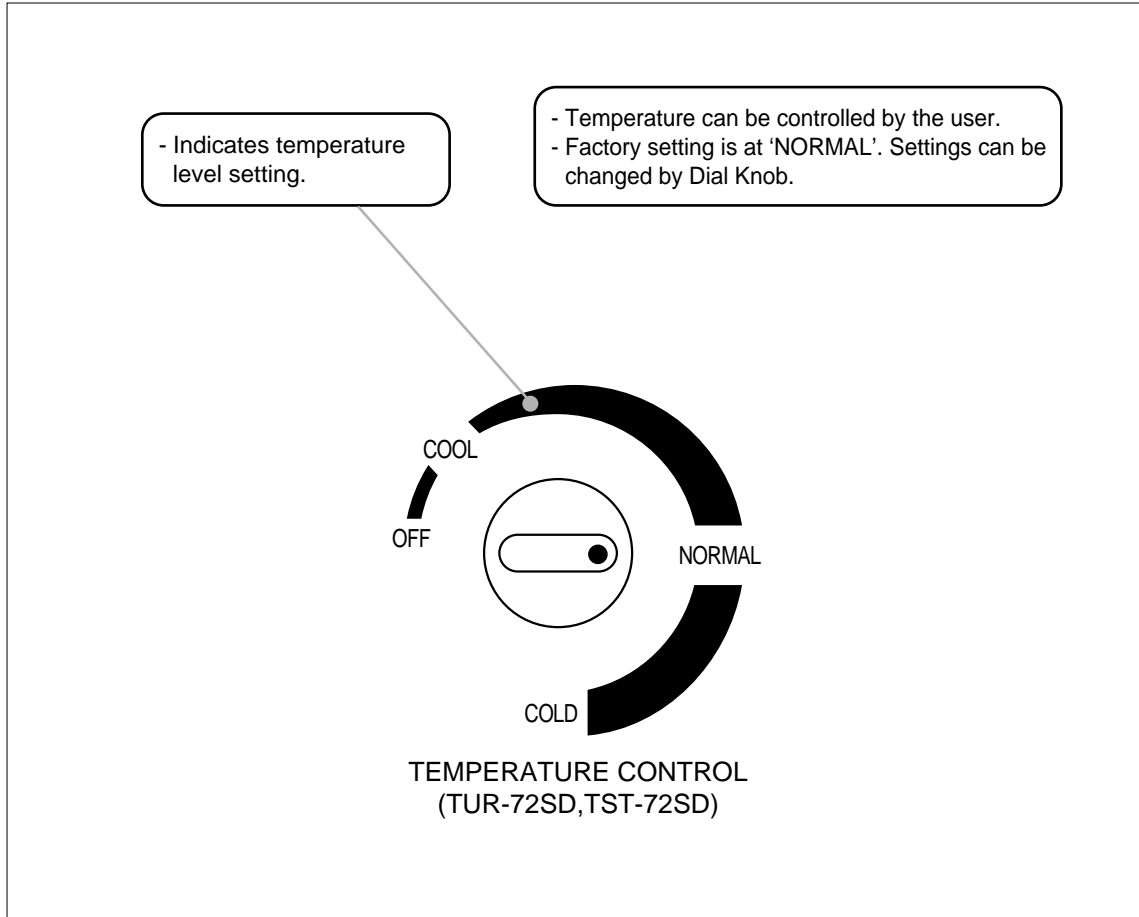 - Indicates temperature
level setting.
- Temperature can be controlled by the user.
- Factory setting is at ‘NORMAL’. Settings can be
changed by Dial Knob.
COOL
OFF
NORMAL
COLD
TEMPERATURE CONTROL
(TUR-72SD,TST-72SD)